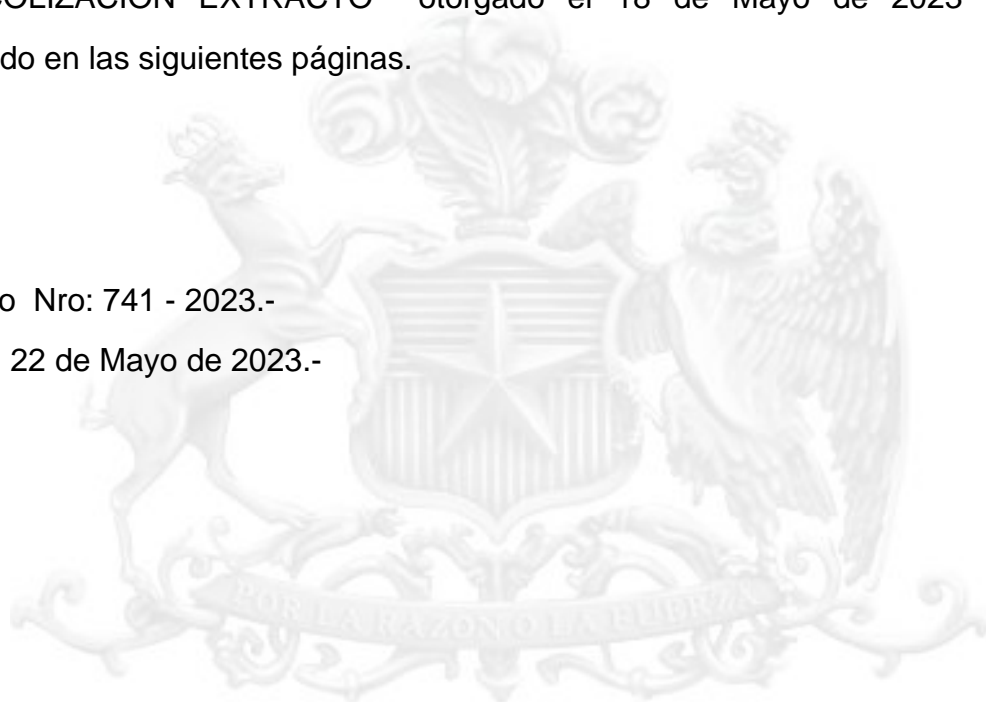 COLIZACION EXTRACTO otorgado el 18 de Mayo de 2023
do en las siguientes páginas.
o Nro: 741 - 2023.-
22 de Mayo de 2023.-
POR LA RAZON O LA FUERZA